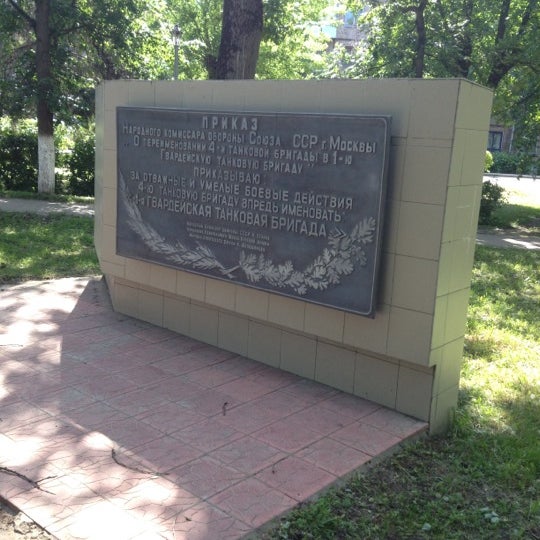 ПРИКАЗ
Народного комиссара обороны Союза ССР г. Москвы
"О переименовании 4-й танковой бригады в 1-ю
Гвардейскую танковую бригаду"
ПРИКАЗЫВАЮ:
ЗА ОТВАЖНЫЕ И УМЕЛЫЕ БОЕВЫЕ ДЕЙСТВИЯ
4-Ю ТАНКОВУЮ БРИГАДУ ВПРЕДЬ ИМЕНОВАТЬ:
"1-Я ГВАРДЕЙСКАЯ ТАНКОВАЯ БРИГАДА"